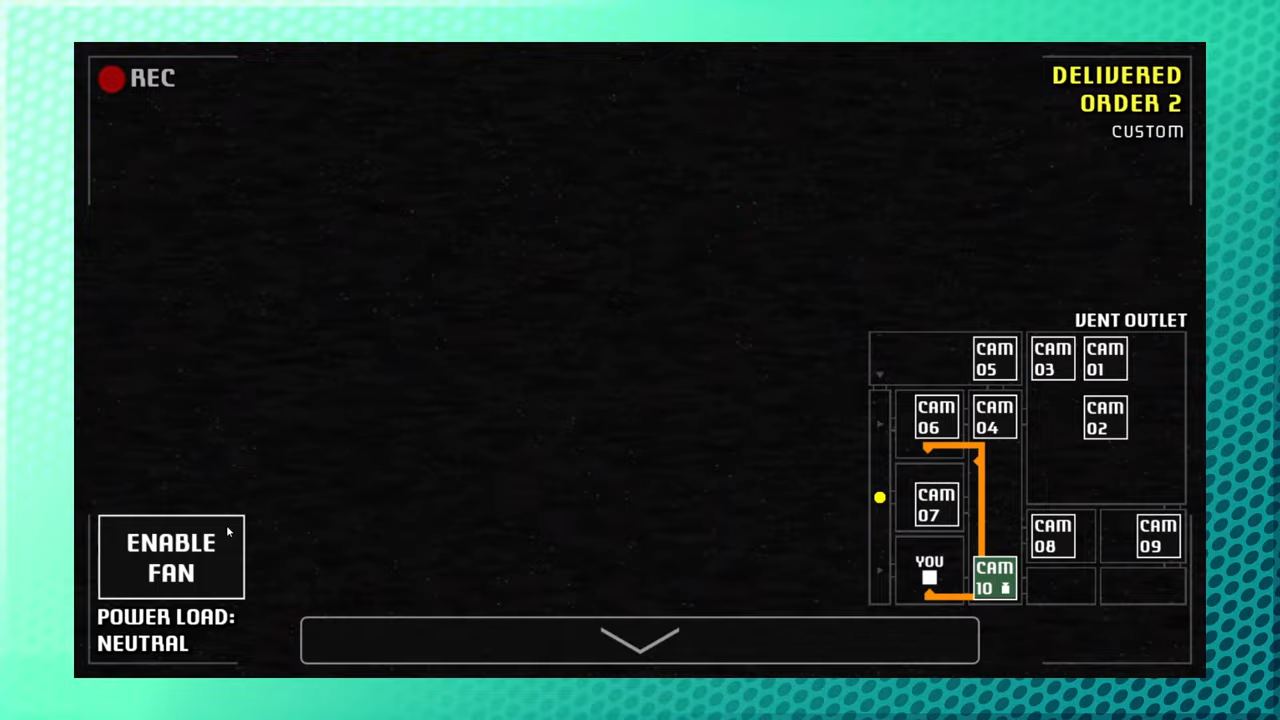 REC
DELIVERED
ORDER 2
CUSTOM
VENT OUTLET
CAM
05
CAM
03
CAM
01
CAM
06
CAM
04
CAM
02
CAM
07
CAM
08
CAM
09
YOU
CAM
10
ENABLE
FAN
POWER LOAD:
NEUTRAL